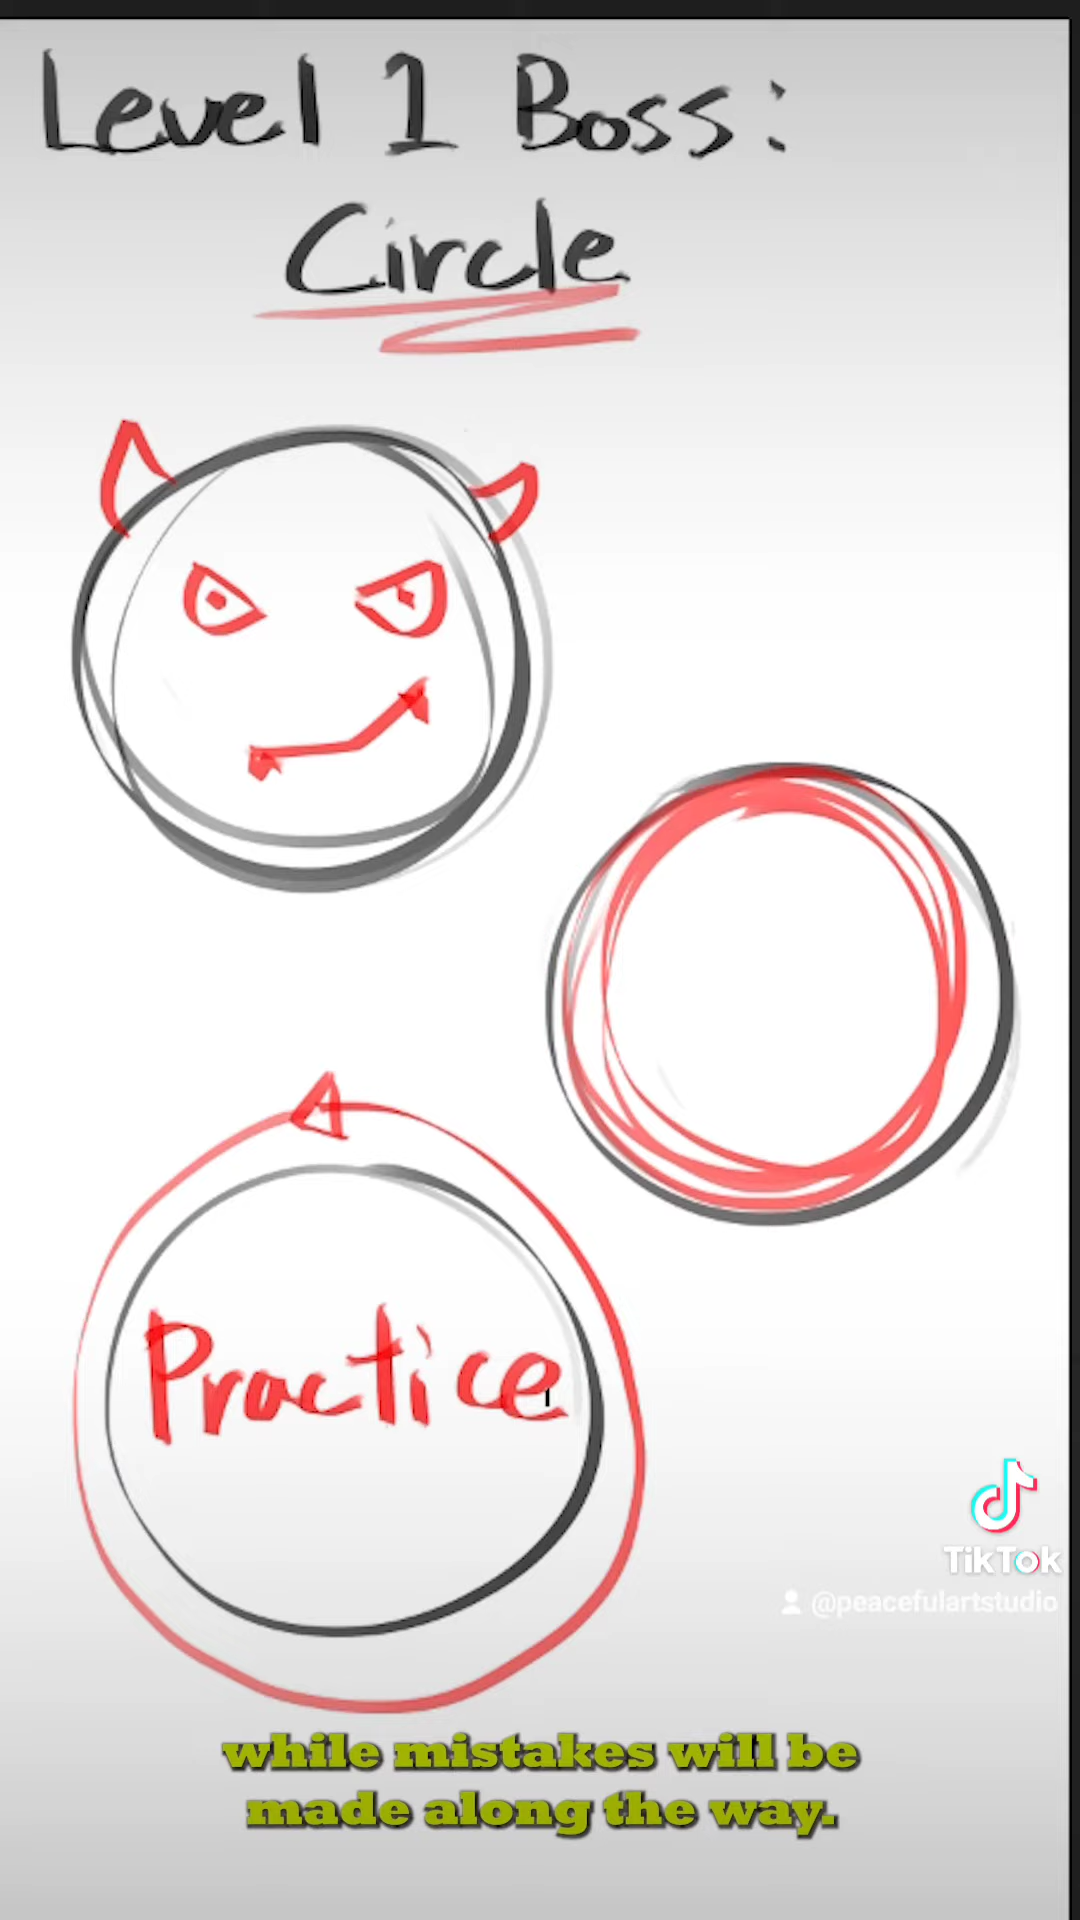 Level 1 Boss:
Circle
Practice
TikTok
@peacefulartstudio
while mistakes will be
made along the way.